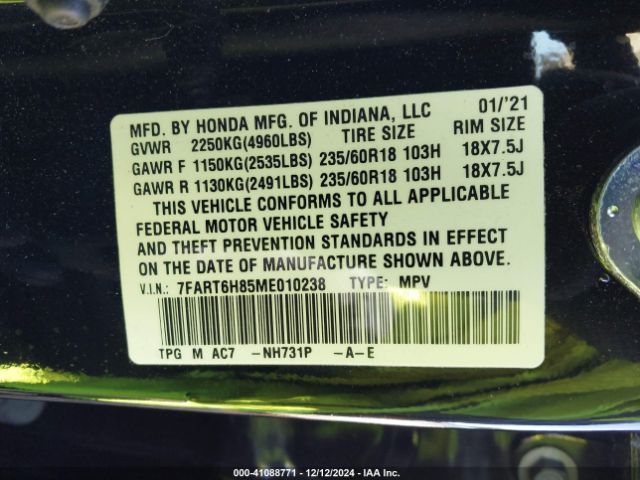 MFD. BY HONDA MFG. OF INDIANA, LLC 01/'21
GVWR 2250KG(4960LBS) TIRE SIZE RIM SIZE
GAWR F 1150KG(2535LBS) 235/60R18 103H 18X7.5J
GAWR R 1130KG(2491LBS) 235/60R18 103H 18X7.5J
THIS VEHICLE CONFORMS TO ALL APPLICABLE
FEDERAL MOTOR VEHICLE SAFETY
AND THEFT PREVENTION STANDARDS IN EFFECT
ON THE DATE OF MANUFACTURE SHOWN ABOVE.
V.I.N.: 7FART6H85ME010238 TYPE: MPV
TPG M AC7 -NH731P -A-E
000-41088771 - 12/12/2024 - IAA Inc.